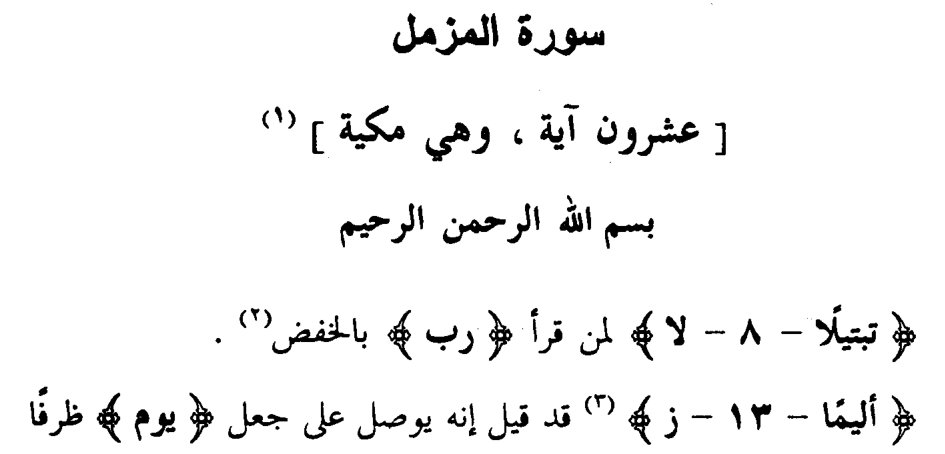 سورة المزمل
[ عشرون آية ، وهي مكية ] (١)
بسم الله الرحمن الرحيم
﴿ تبتيلًا – ٨ – لا ﴾ لمن قرأ ﴿ رب ﴾ بالخفض(٢) .
﴿ أليمًا – ١٣ – ز ﴾ (٣) قد قيل إنه يوصل على جعل ﴿ يوم ﴾ ظرفًا